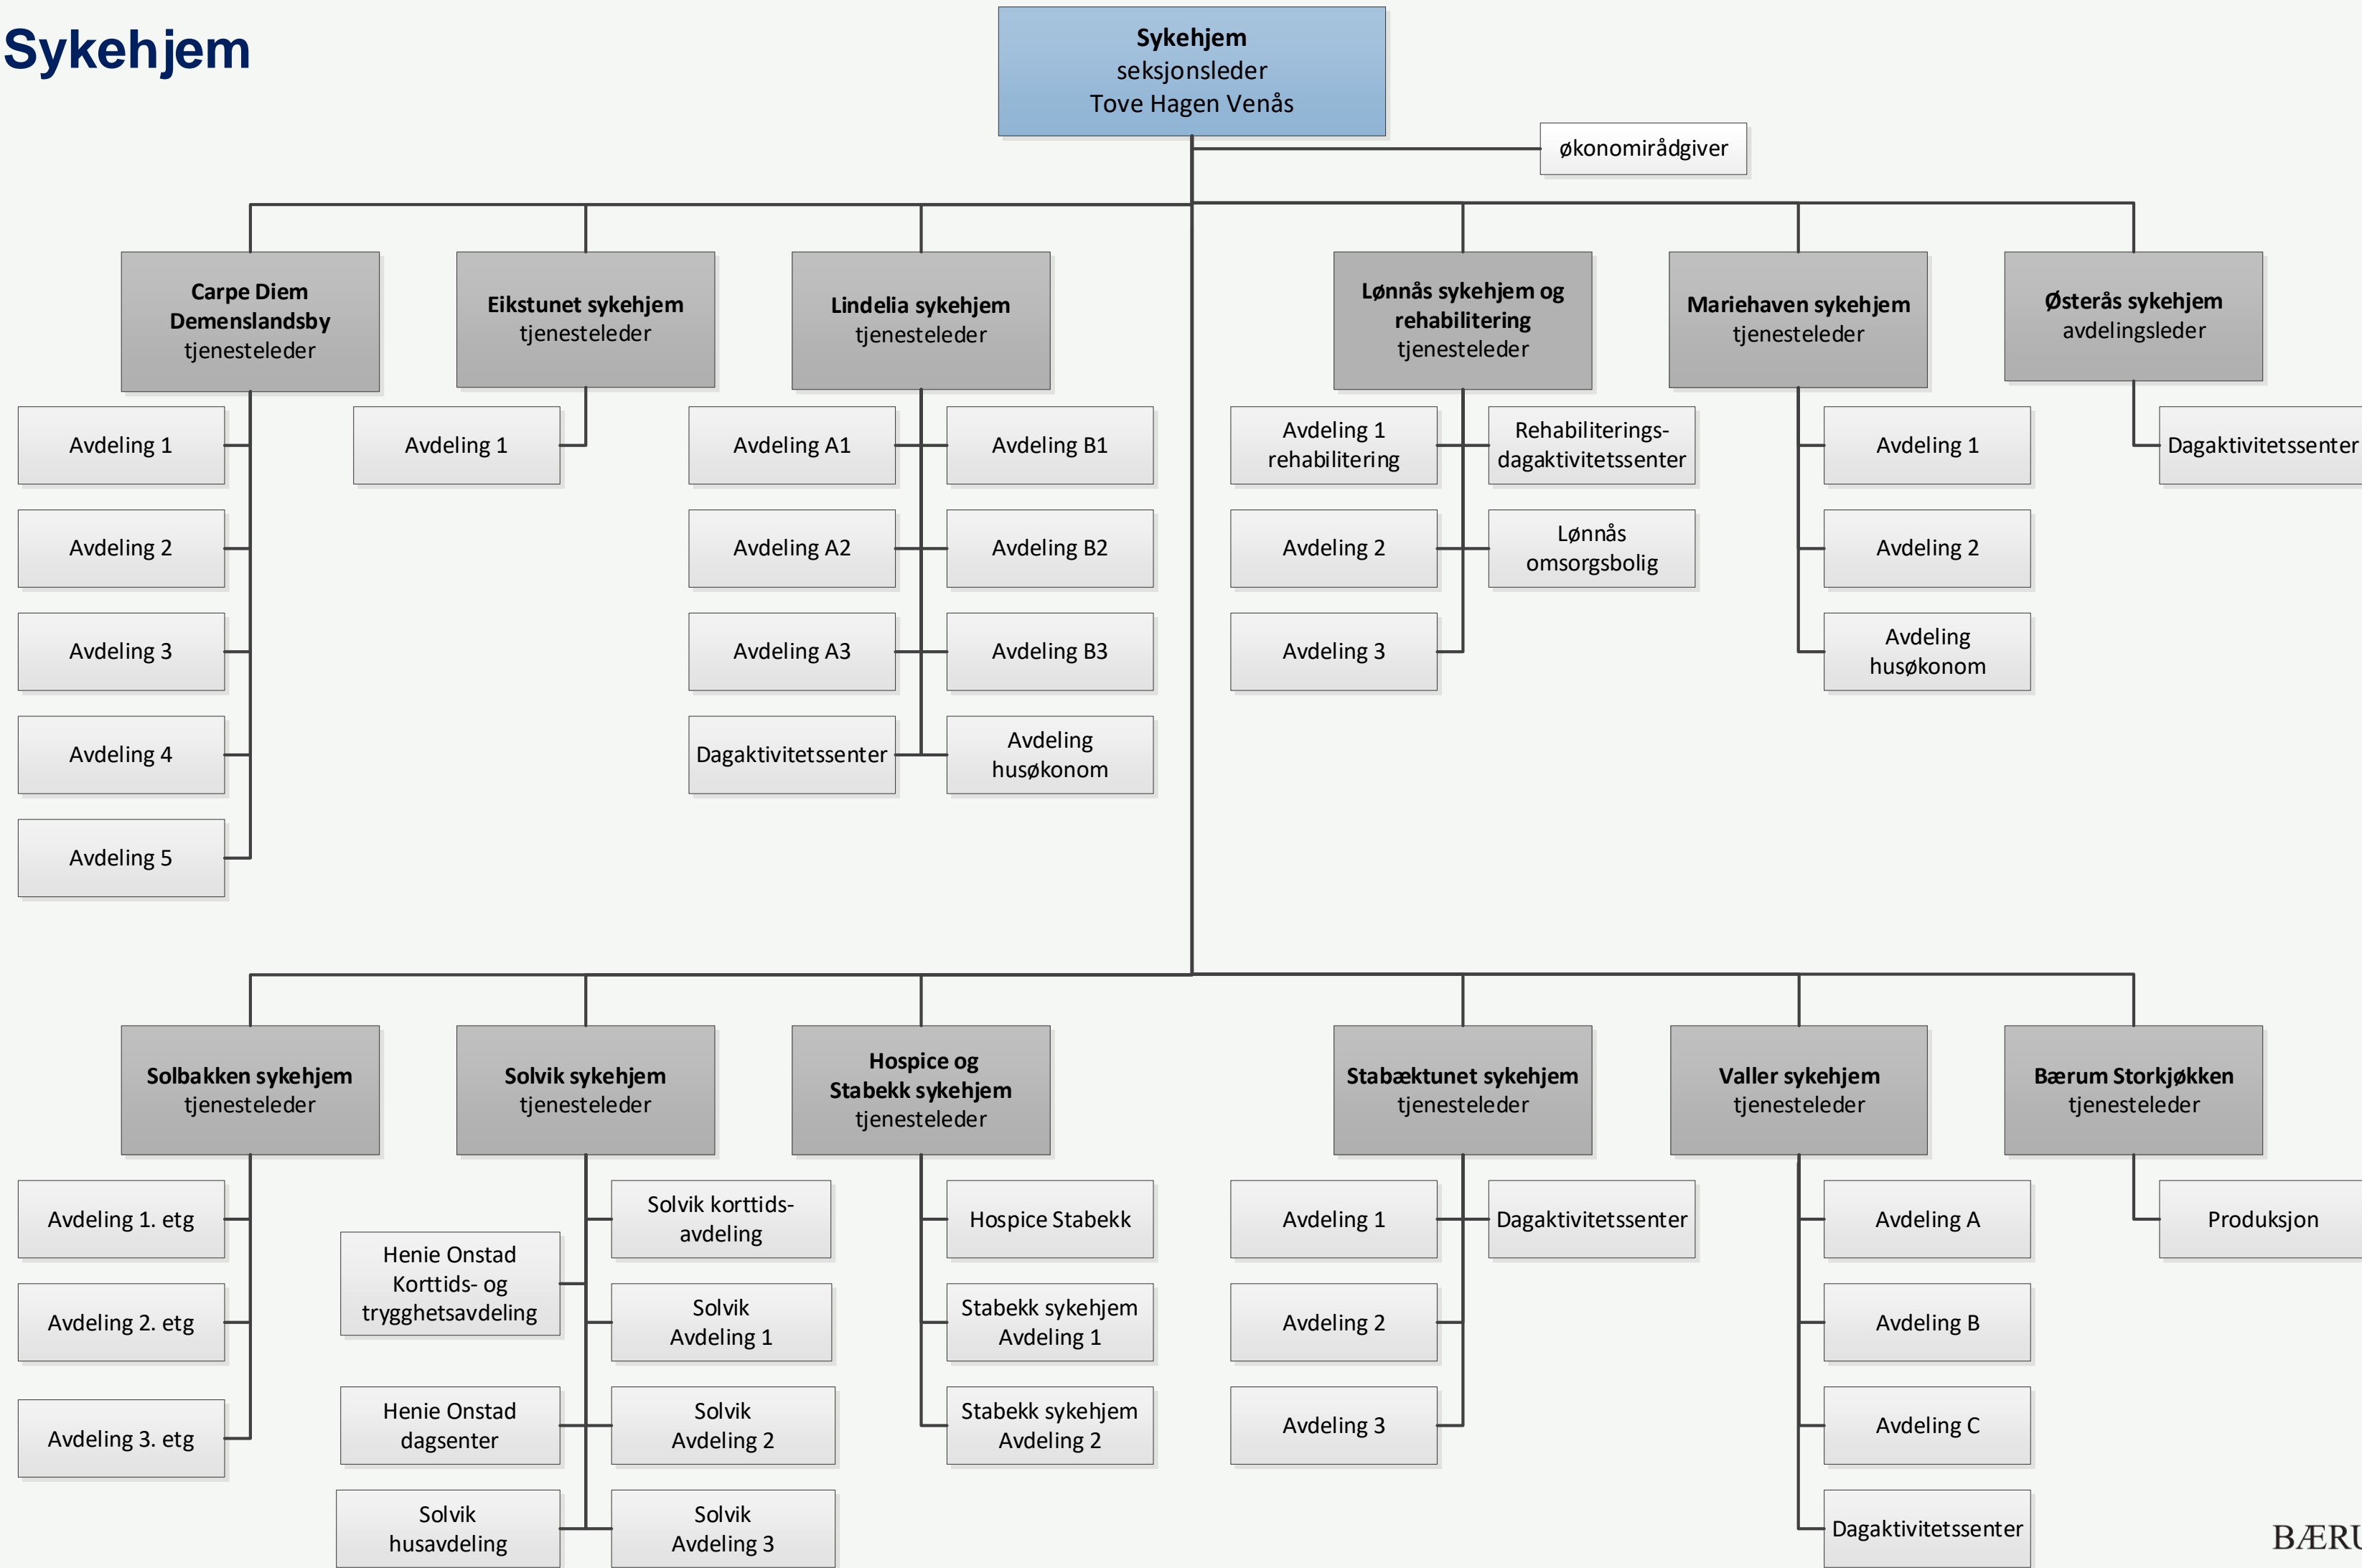 Sykehjem
Sykehjem
seksjonsleder
Tove Hagen Venås
økonomirådgiver
Carpe Diem
Demenslandsby
tjenesteleder
Avdeling 1
Avdeling 2
Avdeling 3
Avdeling 4
Avdeling 5
Eikstunet sykehjem
tjenesteleder
Avdeling 1
Lindelia sykehjem
tjenesteleder
Avdeling A1
Avdeling B1
Avdeling A2
Avdeling B2
Avdeling A3
Avdeling B3
Dagaktivitetssenter
Avdeling
husøkonom
Lønnås sykehjem og
rehabilitering
tjenesteleder
Avdeling 1
rehabilitering
Rehabiliterings-
dagaktivitetssenter
Avdeling 2
Lønnås
omsorgsbolig
Avdeling 3
Mariehaven sykehjem
tjenesteleder
Avdeling 1
Avdeling 2
Avdeling
husøkonom
Østerås sykehjem
avdelingsleder
Dagaktivitetssenter
Solbakken sykehjem
tjenesteleder
Avdeling 1. etg
Avdeling 2. etg
Avdeling 3. etg
Solvik sykehjem
tjenesteleder
Solvik korttids-
avdeling
Henie Onstad
Korttids- og
trygghetsavdeling
Solvik
Avdeling 1
Henie Onstad
dagsenter
Solvik
Avdeling 2
Solvik
husavdeling
Solvik
Avdeling 3
Hospice og
Stabekk sykehjem
tjenesteleder
Hospice Stabekk
Stabekk sykehjem
Avdeling 1
Stabekk sykehjem
Avdeling 2
Stabæktunet sykehjem
tjenesteleder
Avdeling 1
Dagaktivitetssenter
Avdeling 2
Avdeling 3
Valler sykehjem
tjenesteleder
Avdeling A
Avdeling B
Avdeling C
Dagaktivitetssenter
Bærum Storkjøkken
tjenesteleder
Produksjon